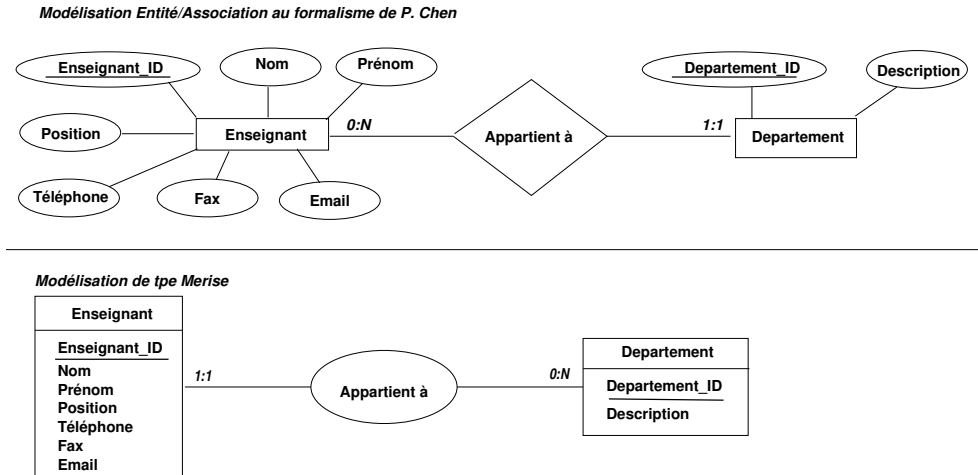 Modélisation Entité/Association au formalisme de P. Chen
Enseignant_ID
Nom
Prénom
Departement_ID
Description
Position
Enseignant
0:N
Appartient à
1:1
Departement
Téléphone
Fax
Email
Modélisation de tpe Merise
Enseignant
Enseignant_ID
Nom
Prénom
Position
Téléphone
Fax
Email
1:1
Appartient à
0:N
Departement
Departement_ID
Description